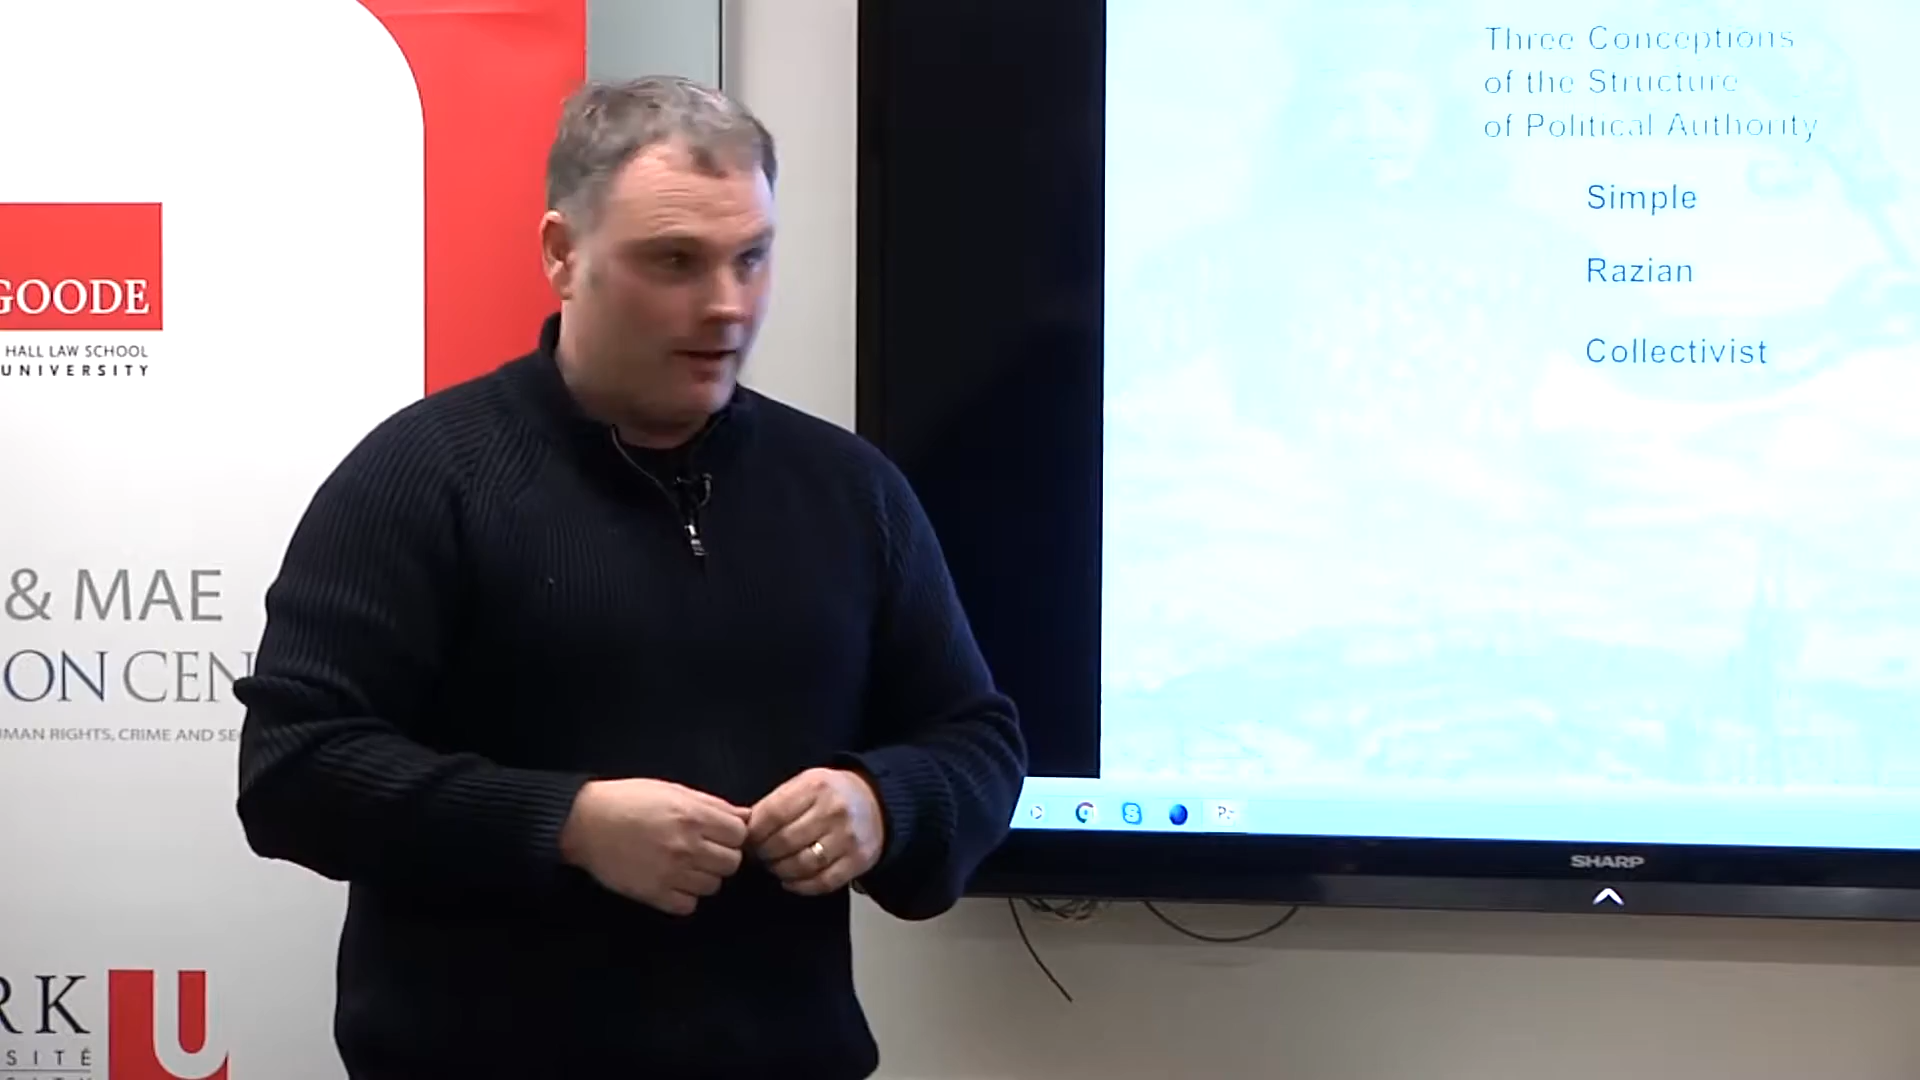 GOODE
HALL LAW SCHOOL
UNIVERSITY
& MAE
ON CEN
UMAN RIGHTS, CRIME AND SE
RK
U
SITÉ
Three Conceptions
of the Structure
of Political Authority
Simple
Razian
Collectivist
SHARP